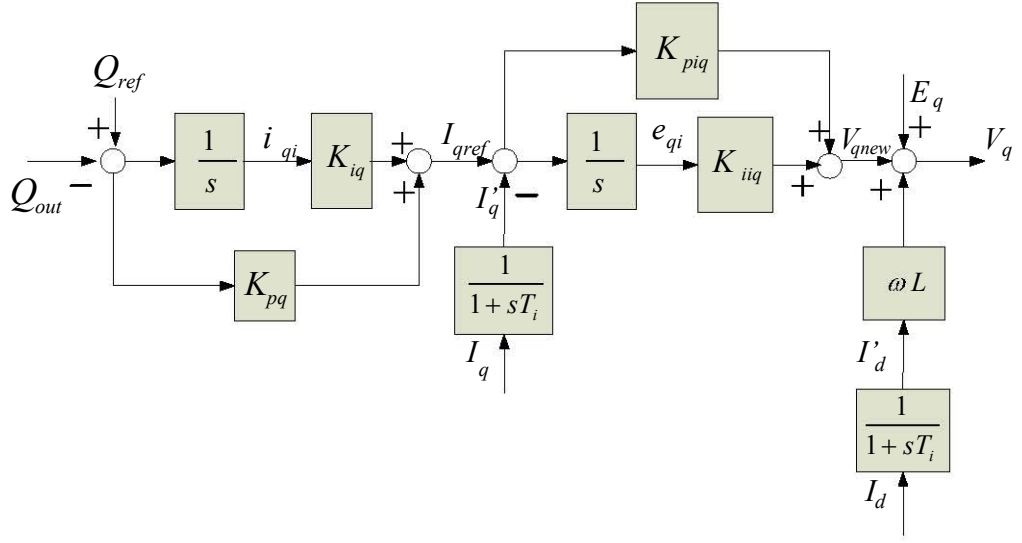 K_piq
Q_ref
E_q
+
+
1/s
i_qi
K_iq
+
I_qref
1/s
e_qi
K_iiq
+
V_qnew
V_q
−
Q_out
+
I'_q
−
+
+
K_pq
1/(1 + sT_i)
ωL
I_q
I'_d
1/(1 + sT_i)
I_d